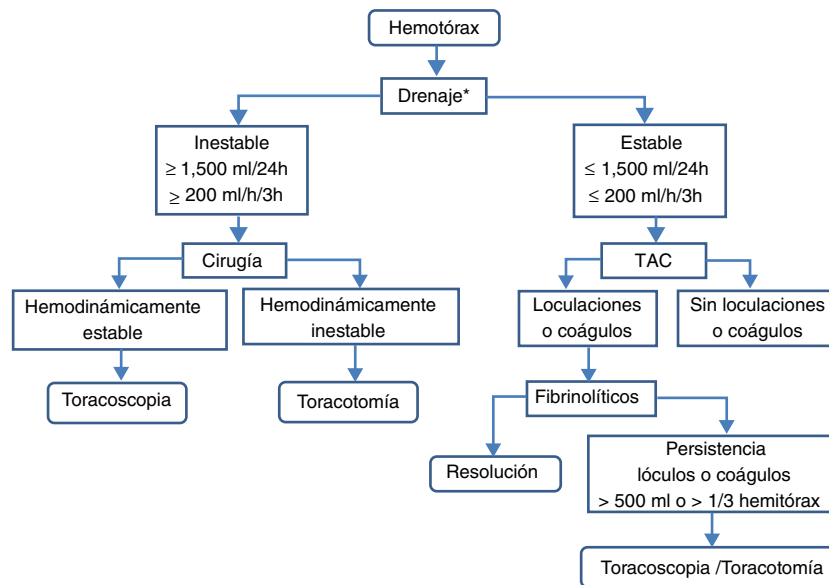 Hemotórax
Drenaje*
Inestable
≥ 1,500 ml/24h
≥ 200 ml/h/3h
Estable
≤ 1,500 ml/24h
≤ 200 ml/h/3h
Cirugía
TAC
Hemodinámicamente
estable
Hemodinámicamente
inestable
Loculaciones
o coágulos
Sin loculaciones
o coágulos
Toracoscopia
Toracotomía
Fibrinolíticos
Resolución
Persistencia
lóculos o coágulos
> 500 ml o > 1/3 hemitórax
Toracoscopia /Toracotomía